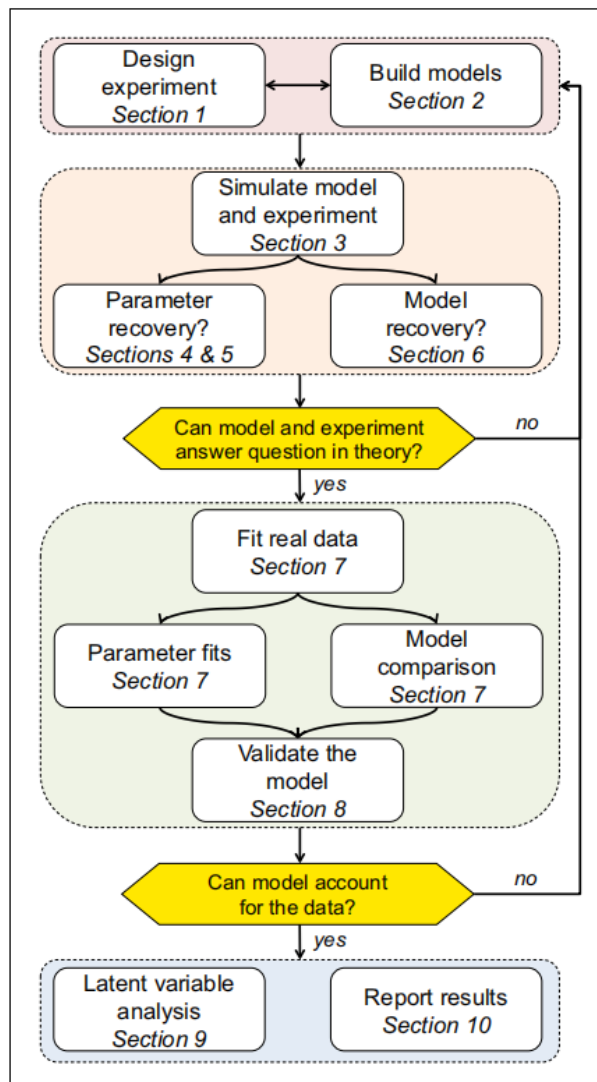 Design
experiment
Section 1
Build models
Section 2
Simulate model
and experiment
Section 3
Parameter
recovery?
Sections 4 & 5
Model
recovery?
Section 6
Can model and experiment
answer question in theory?
no
yes
Fit real data
Section 7
Parameter fits
Section 7
Model
comparison
Section 7
Validate the
model
Section 8
Can model account
for the data?
no
yes
Latent variable
analysis
Section 9
Report results
Section 10